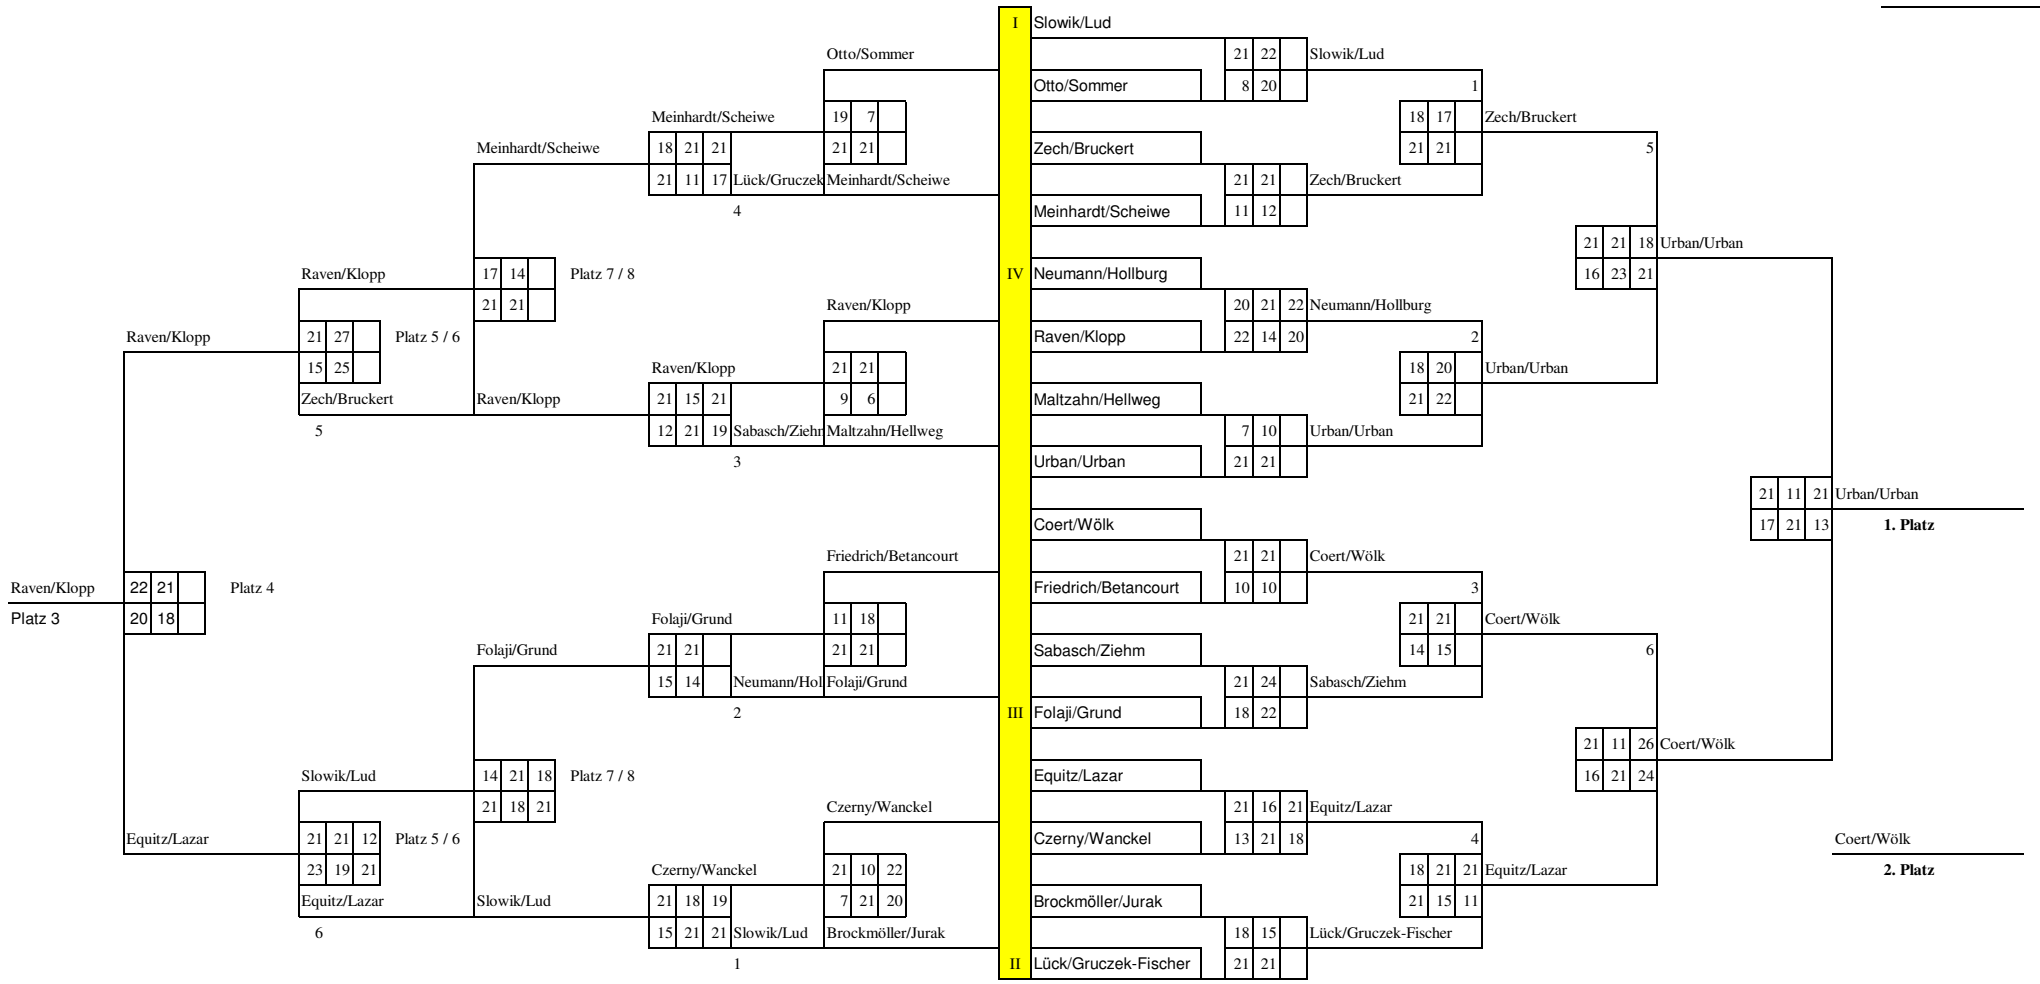 I Slowik/Lud
Otto/Sommer 21 22 Slowik/Lud
Otto/Sommer 8 20 1
Meinhardt/Scheiwe 19 7 18 17 Zech/Bruckert
Meinhardt/Scheiwe 18 21 21 21 21 Zech/Bruckert 21 21 5
21 11 17 Lück/Gruczek Meinhardt/Scheiwe 21 21 Zech/Bruckert
4 Meinhardt/Scheiwe 11 12
21 21 18 Urban/Urban
Raven/Klopp 17 14 Platz 7 / 8 IV Neumann/Hollburg 16 23 21
21 21 Raven/Klopp 20 21 22 Neumann/Hollburg
Raven/Klopp 21 27 Platz 5 / 6 Raven/Klopp 22 14 20 2
15 25 Raven/Klopp 21 21 18 20 Urban/Urban
Zech/Bruckert Raven/Klopp 21 15 21 9 6 Maltzahn/Hellweg 21 22
5 12 21 19 Sabasch/Ziehr Maltzahn/Hellweg 7 10 Urban/Urban
3 Urban/Urban 21 21
21 11 21 Urban/Urban
Coert/Wölk 17 21 13 1. Platz
Friedrich/Betancourt 21 21 Coert/Wölk
Raven/Klopp 22 21 Platz 4 Friedrich/Betancourt 10 10 3
Platz 3 20 18 Folaji/Grund 11 18 21 21 Coert/Wölk
Folaji/Grund 21 21 21 21 Sabasch/Ziehm 14 15 6
15 14 Neumann/Hol Folaji/Grund 21 24 Sabasch/Ziehm
2 III Folaji/Grund 18 22
21 11 26 Coert/Wölk
Slowik/Lud 14 21 18 Platz 7 / 8 Equitz/Lazar 16 21 24
21 18 21 Czerny/Wanckel 21 16 21 Equitz/Lazar
Equitz/Lazar 21 21 12 Platz 5 / 6 Czerny/Wanckel 13 21 18 4 Coert/Wölk
23 19 21 Czerny/Wanckel 21 10 22 18 21 21 Equitz/Lazar 2. Platz
Equitz/Lazar Slowik/Lud 21 18 19 7 21 20 Brockmöller/Jurak 21 15 11
6 15 21 21 Slowik/Lud Brockmöller/Jurak 18 15 Lück/Gruczek-Fischer
1 II Lück/Gruczek-Fischer 21 21